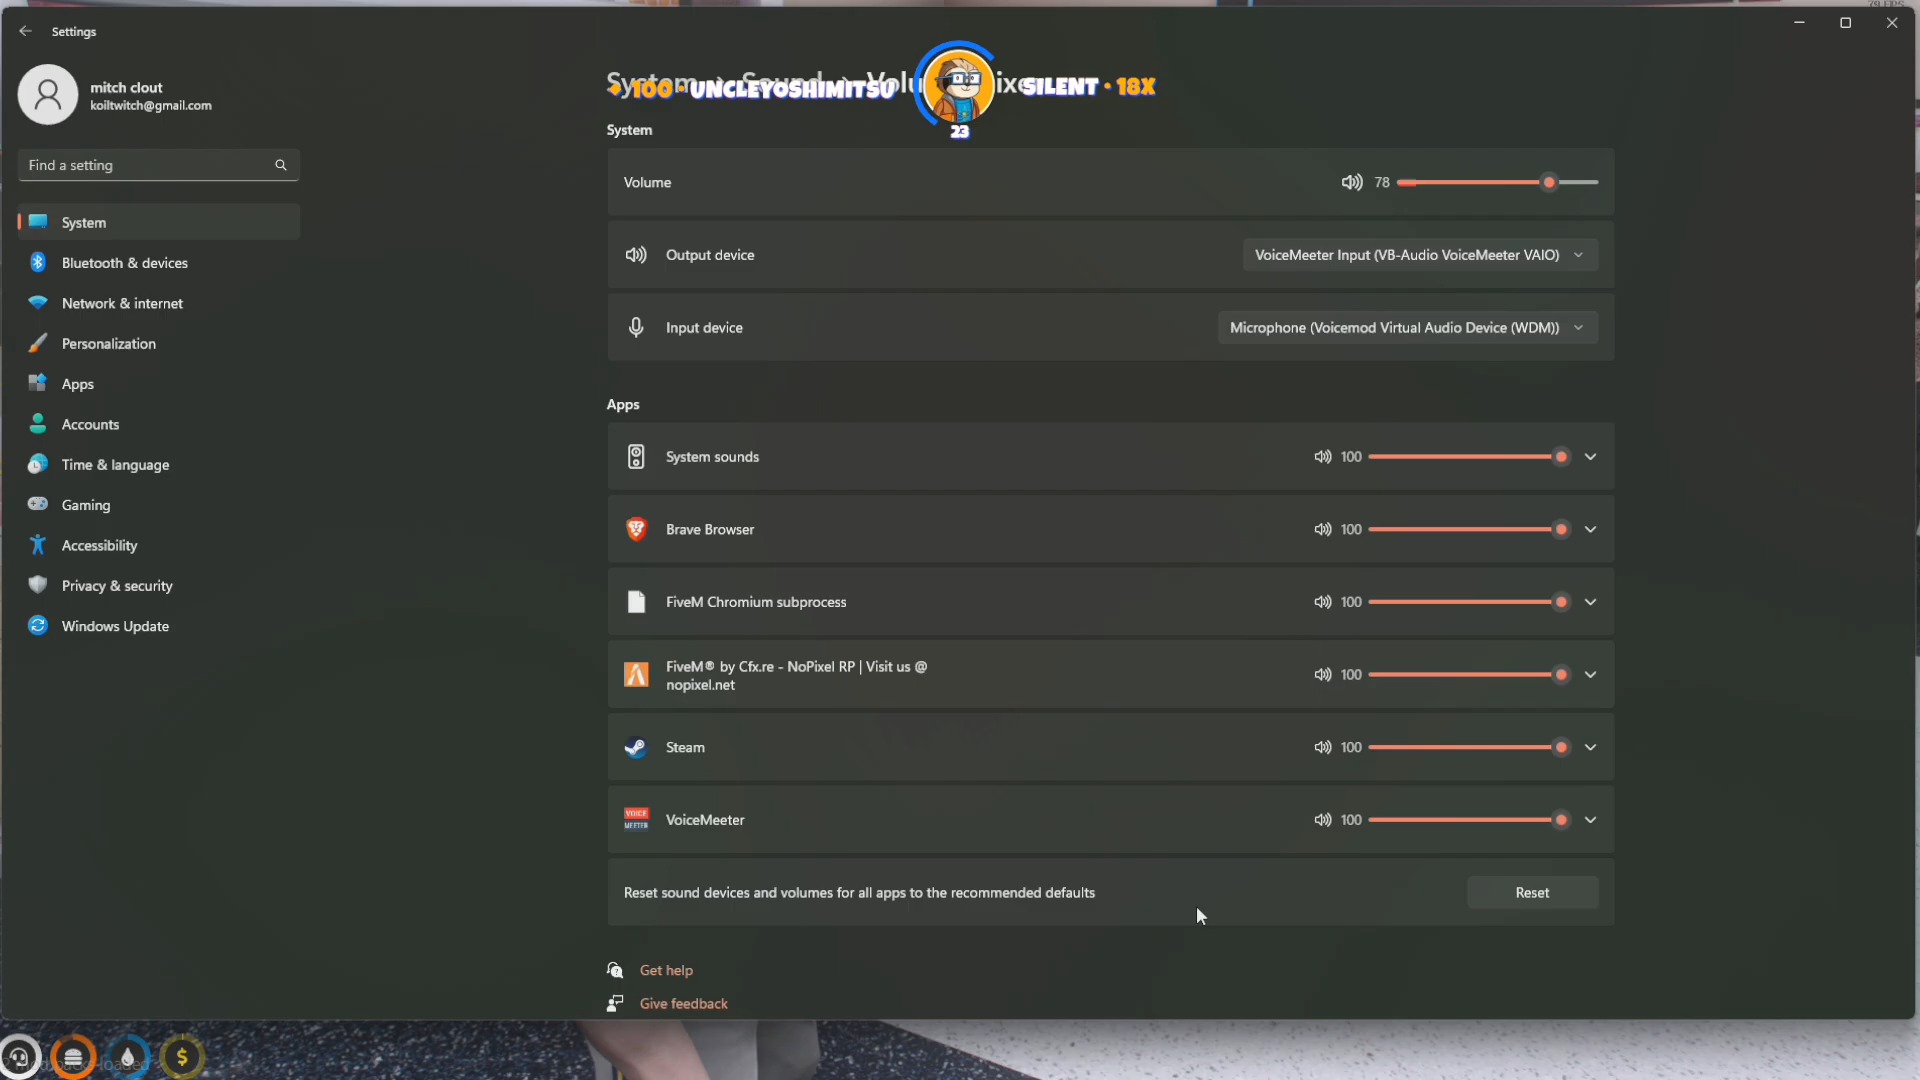 Settings
mitch clout
koiltwitch@gmail.com
Find a setting
System
Bluetooth & devices
Network & internet
Personalization
Apps
Accounts
Time & language
Gaming
Accessibility
Privacy & security
Windows Update
System > Sound >
+ 100 · UNCLEYOSHIMITSU
SILENT · 18X
23
System
Volume
78
Output device
VoiceMeeter Input (VB-Audio VoiceMeeter VAIO)
Input device
Microphone (Voicemod Virtual Audio Device (WDM))
Apps
System sounds
100
Brave Browser
100
FiveM Chromium subprocess
100
FiveM® by Cfx.re - NoPixel RP | Visit us @
nopixel.net
100
Steam
100
VOICE
MEETER
VoiceMeeter
100
Reset sound devices and volumes for all apps to the recommended defaults
Reset
Get help
Give feedback